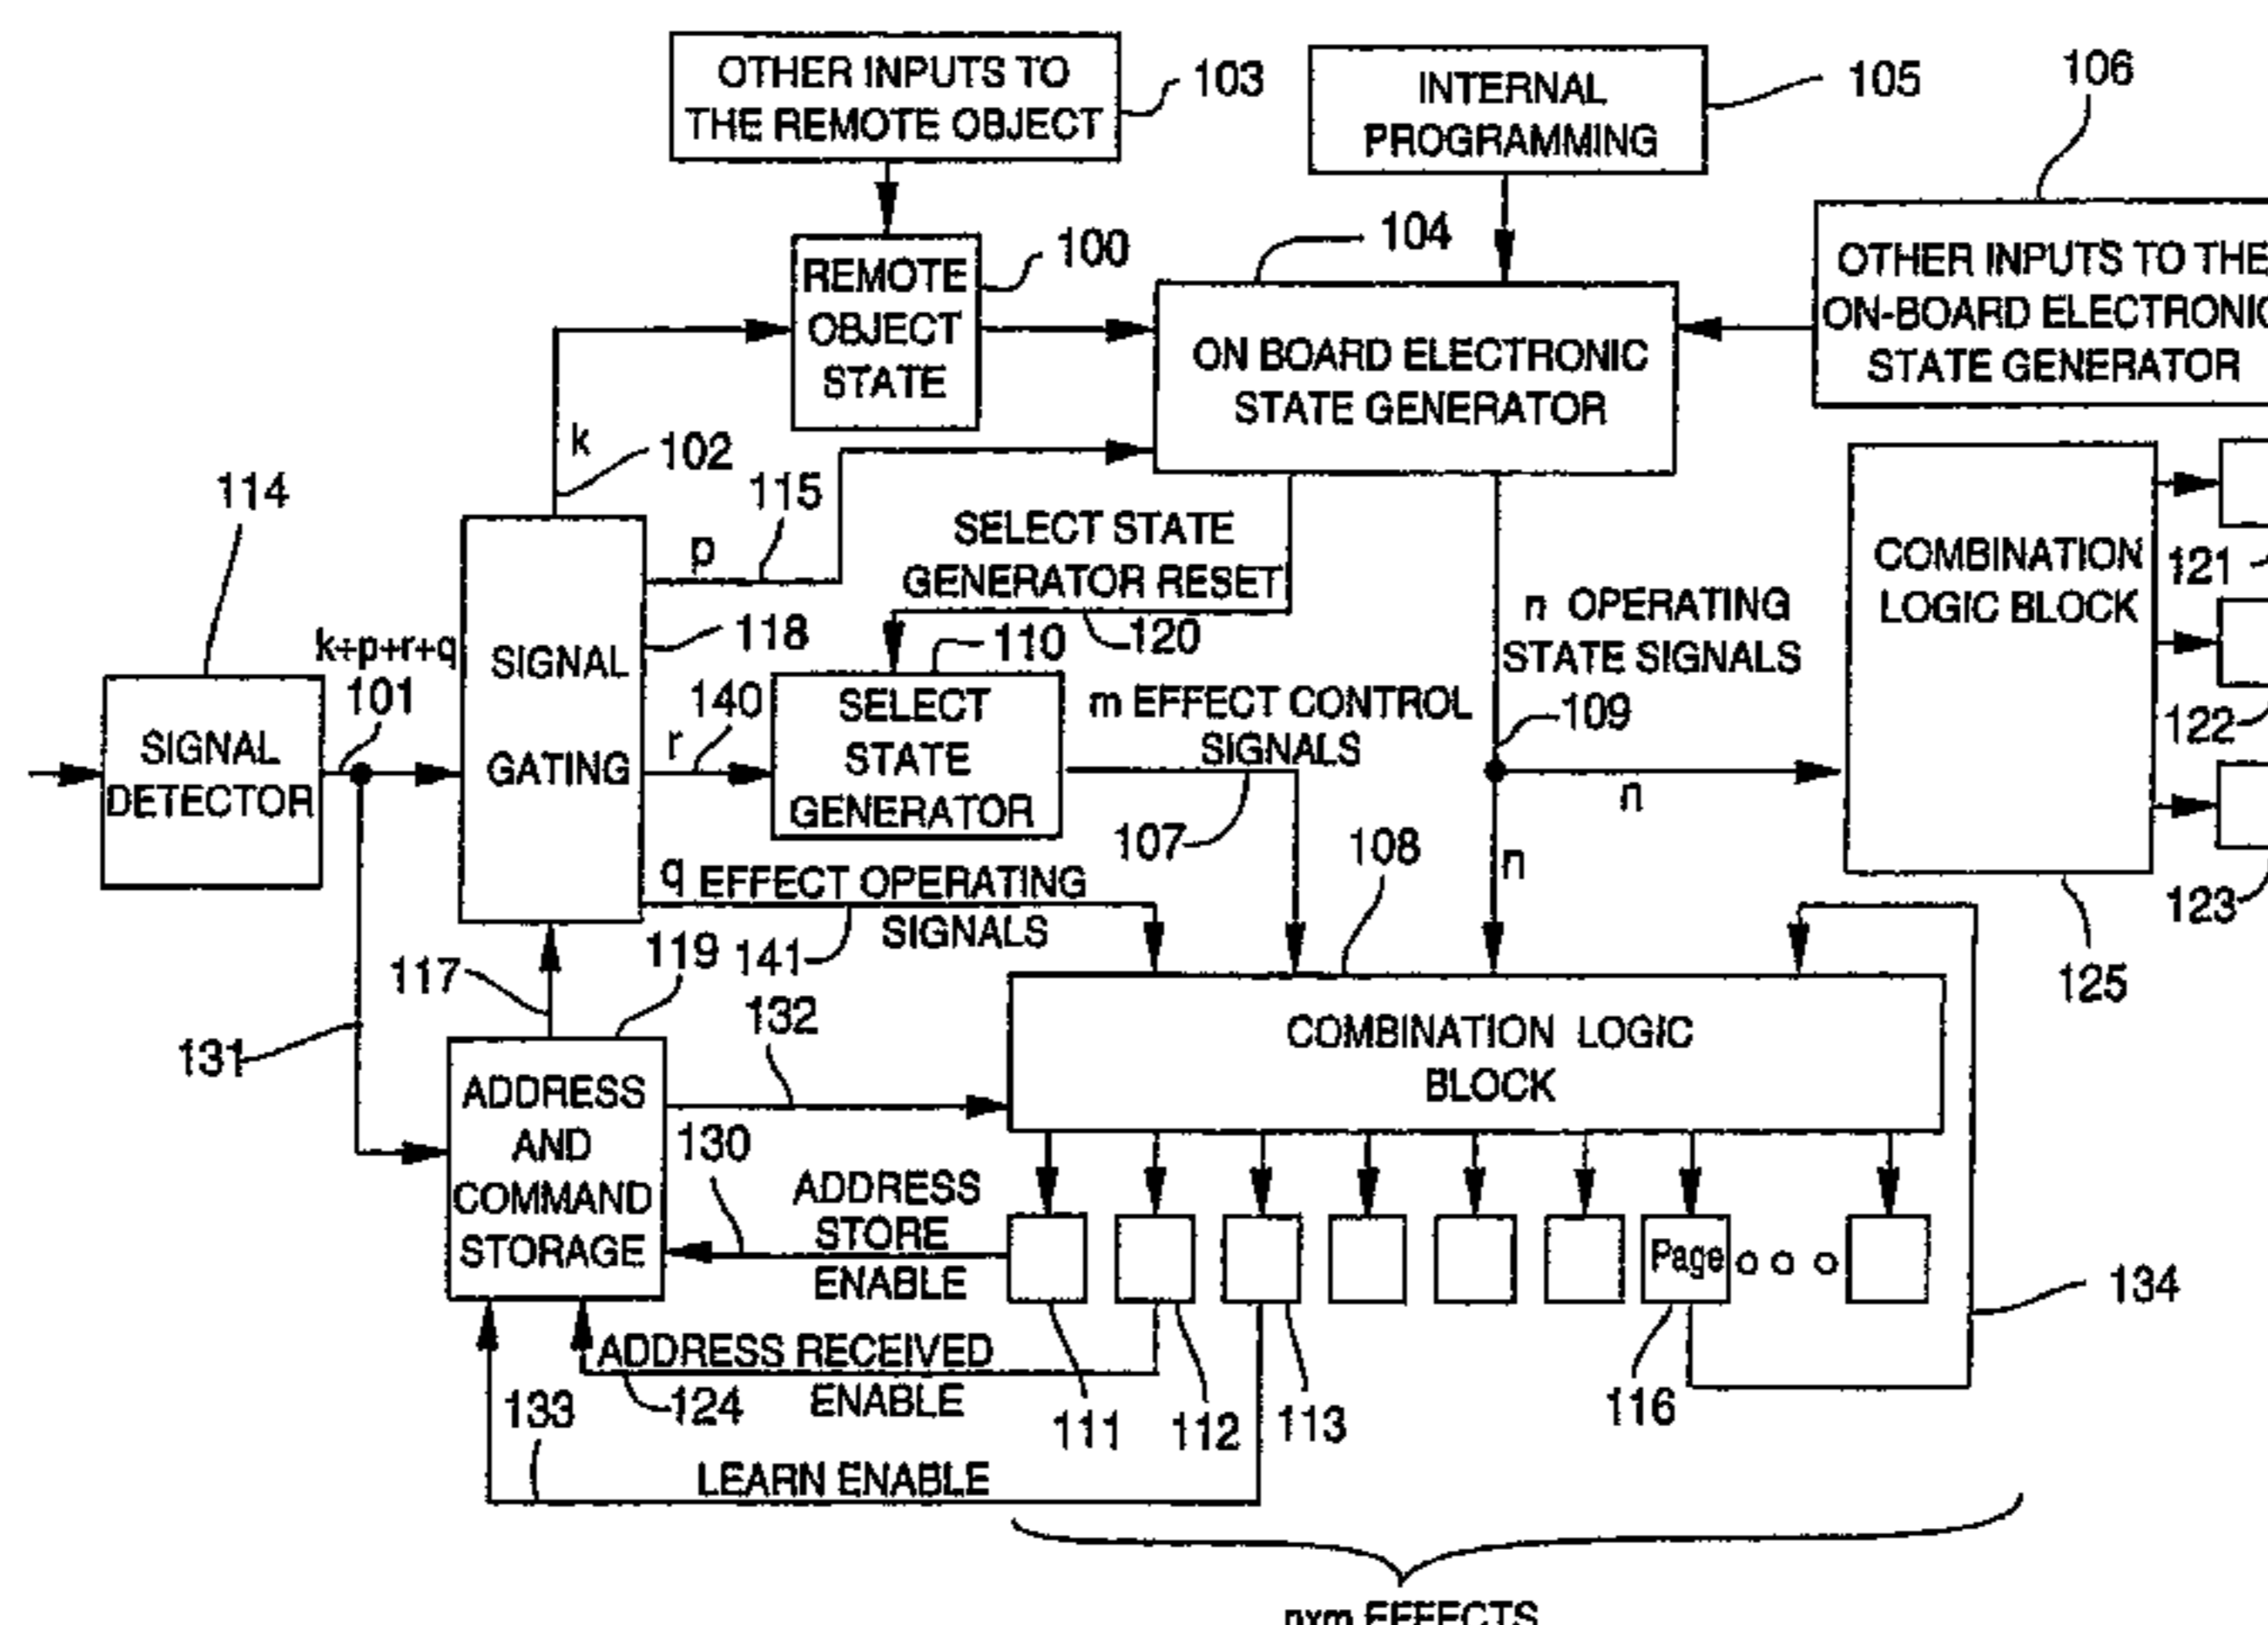 OTHER INPUTS TO
THE REMOTE OBJECT
103
INTERNAL
PROGRAMMING
105
106
REMOTE
OBJECT
STATE
100
104
ON BOARD ELECTRONIC
STATE GENERATOR
OTHER INPUTS TO THE
ON-BOARD ELECTRONIC
STATE GENERATOR
k
102
114
115
p
SELECT STATE
GENERATOR RESET
120
n OPERATING
STATE SIGNALS
109
COMBINATION
LOGIC BLOCK
121
122
123
125
k+p+r+q
101
SIGNAL
DETECTOR
118
SIGNAL
GATING
140
r
110
SELECT
STATE
GENERATOR
m EFFECT CONTROL
SIGNALS
107
108
n
n
q EFFECT OPERATING
SIGNALS
141
117
119
131
132
ADDRESS
AND
COMMAND
STORAGE
COMBINATION LOGIC
BLOCK
130
ADDRESS
STORE
ENABLE
Page
134
ADDRESS RECEIVED
ENABLE
124
133
111
112
113
116
LEARN ENABLE
nxm EFFECTS